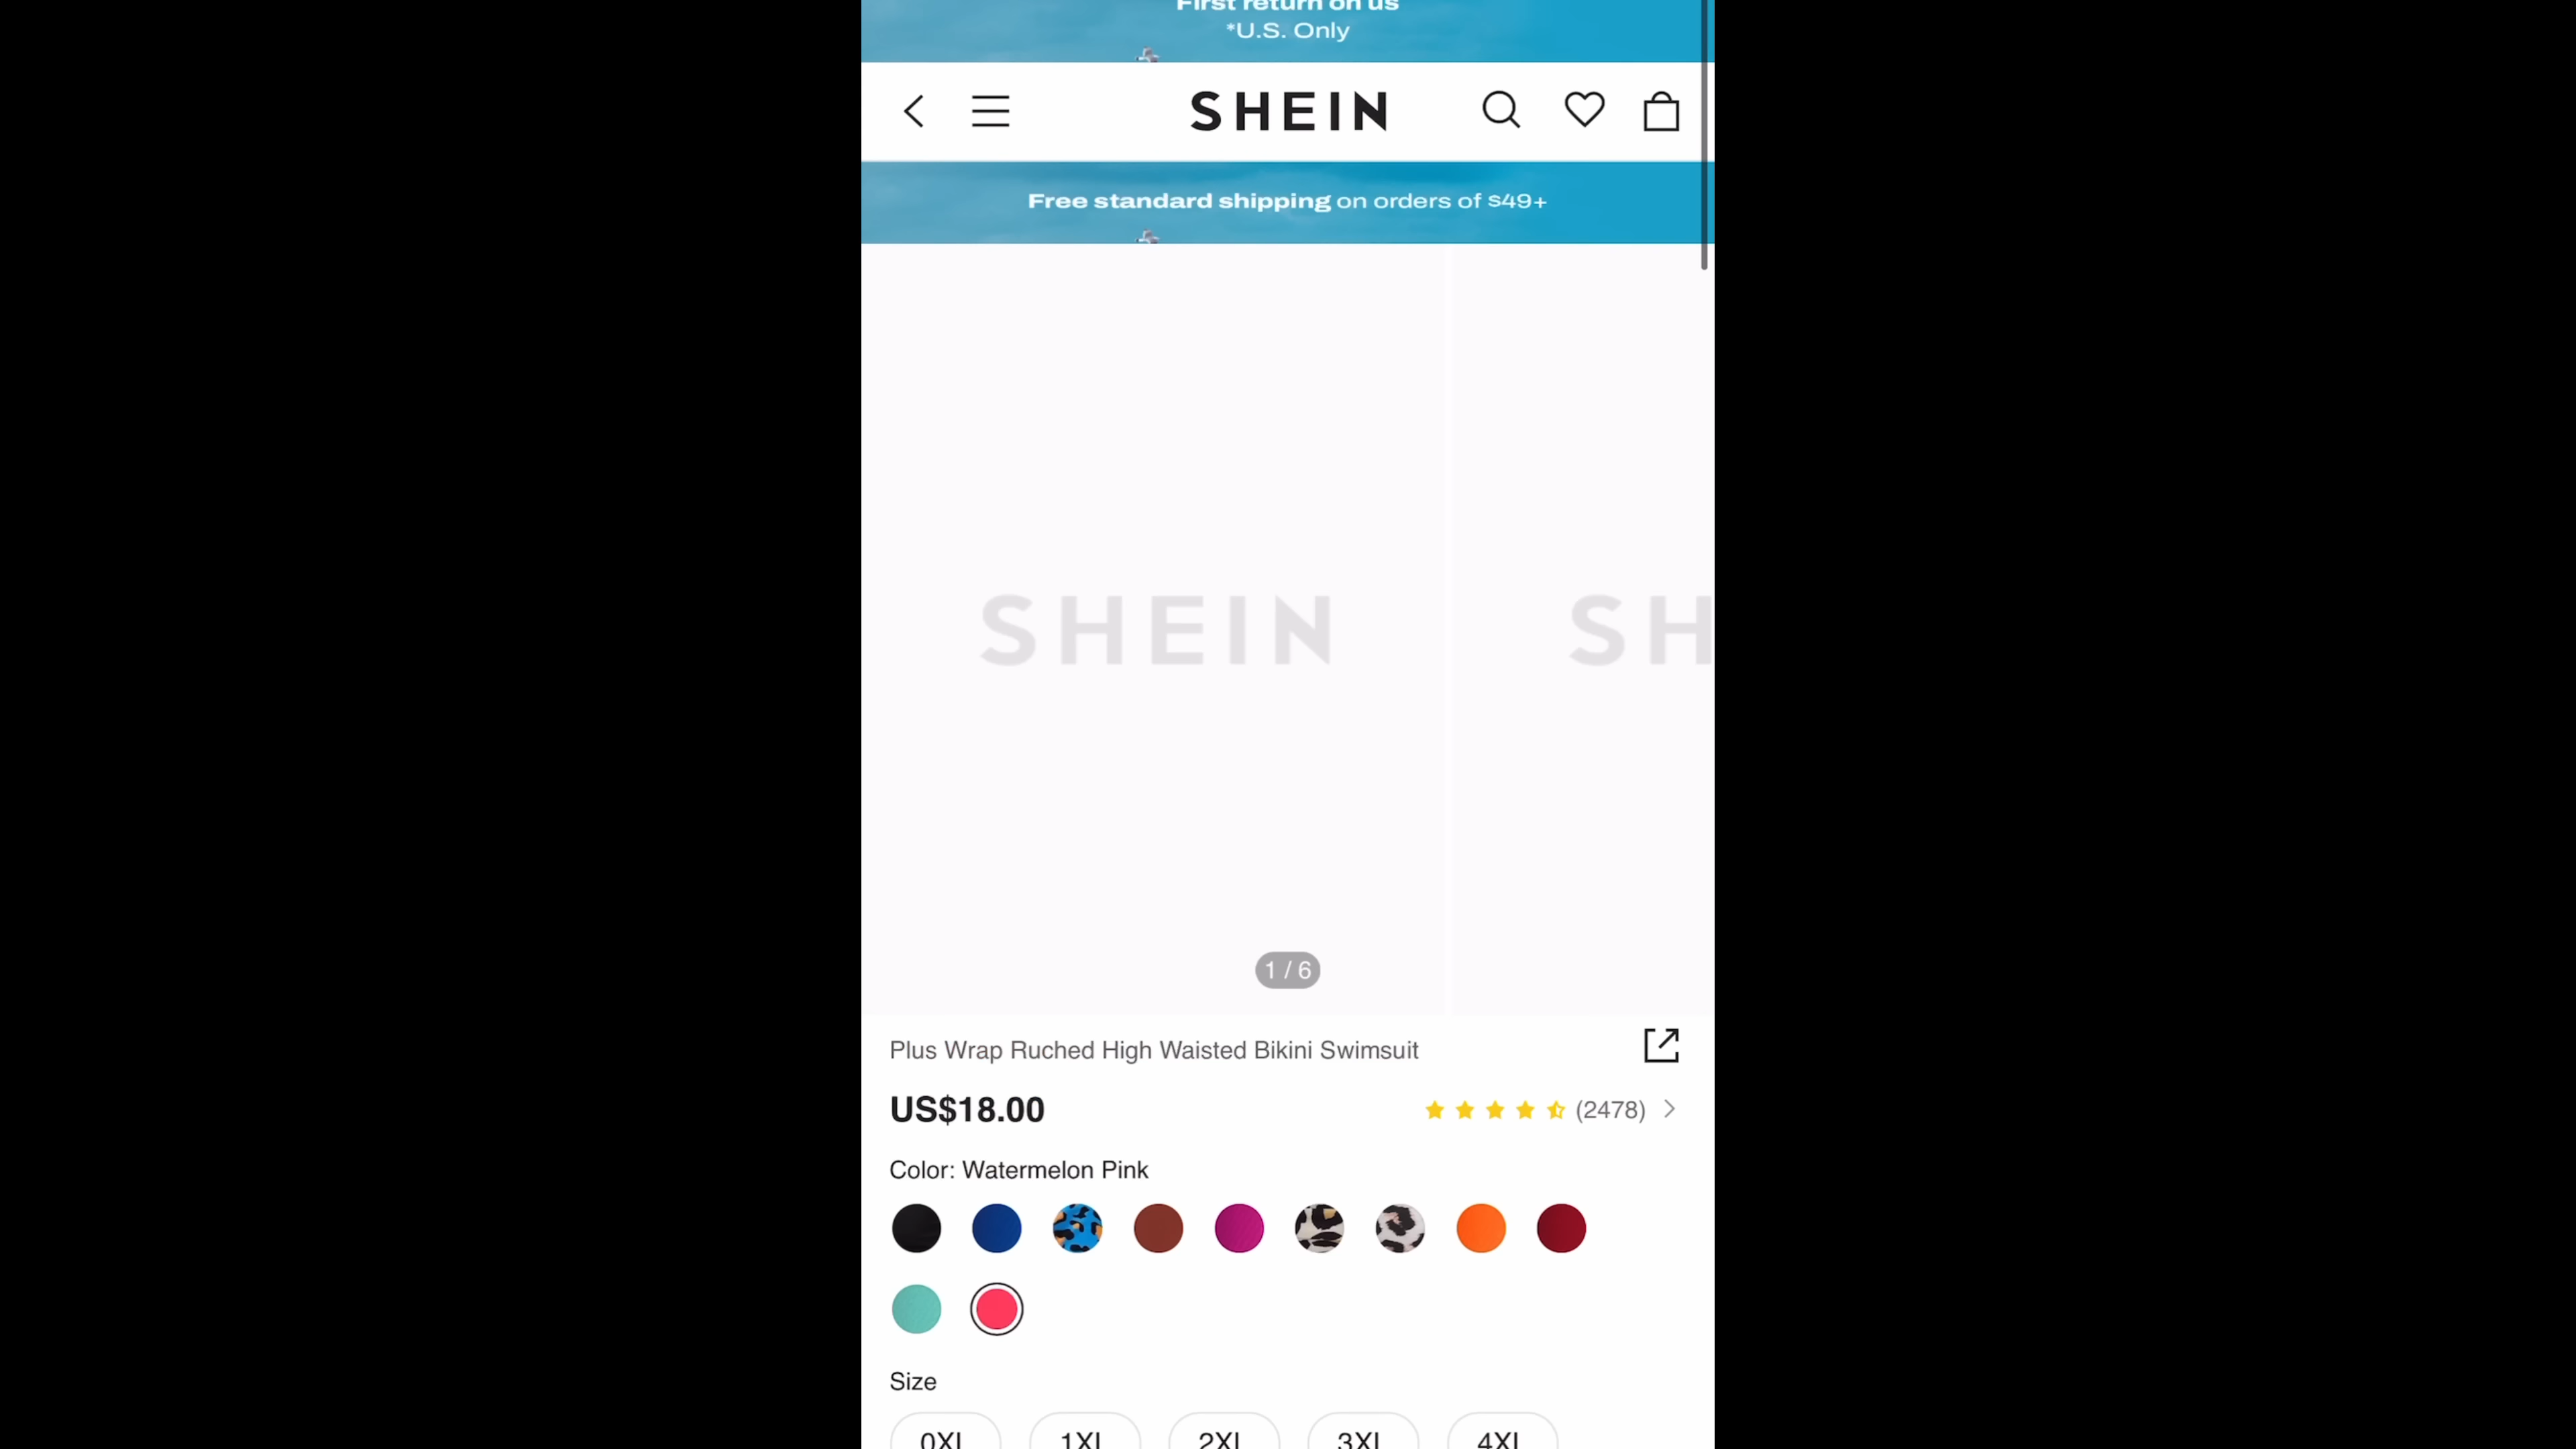 First return on us
*U.S. Only
SHEIN
Free standard shipping on orders of $49+
SHEIN
SH
1 / 6
Plus Wrap Ruched High Waisted Bikini Swimsuit
US$18.00
(2478)
Color: Watermelon Pink
Size
0XL 1XL 2XL 3XL 4XL